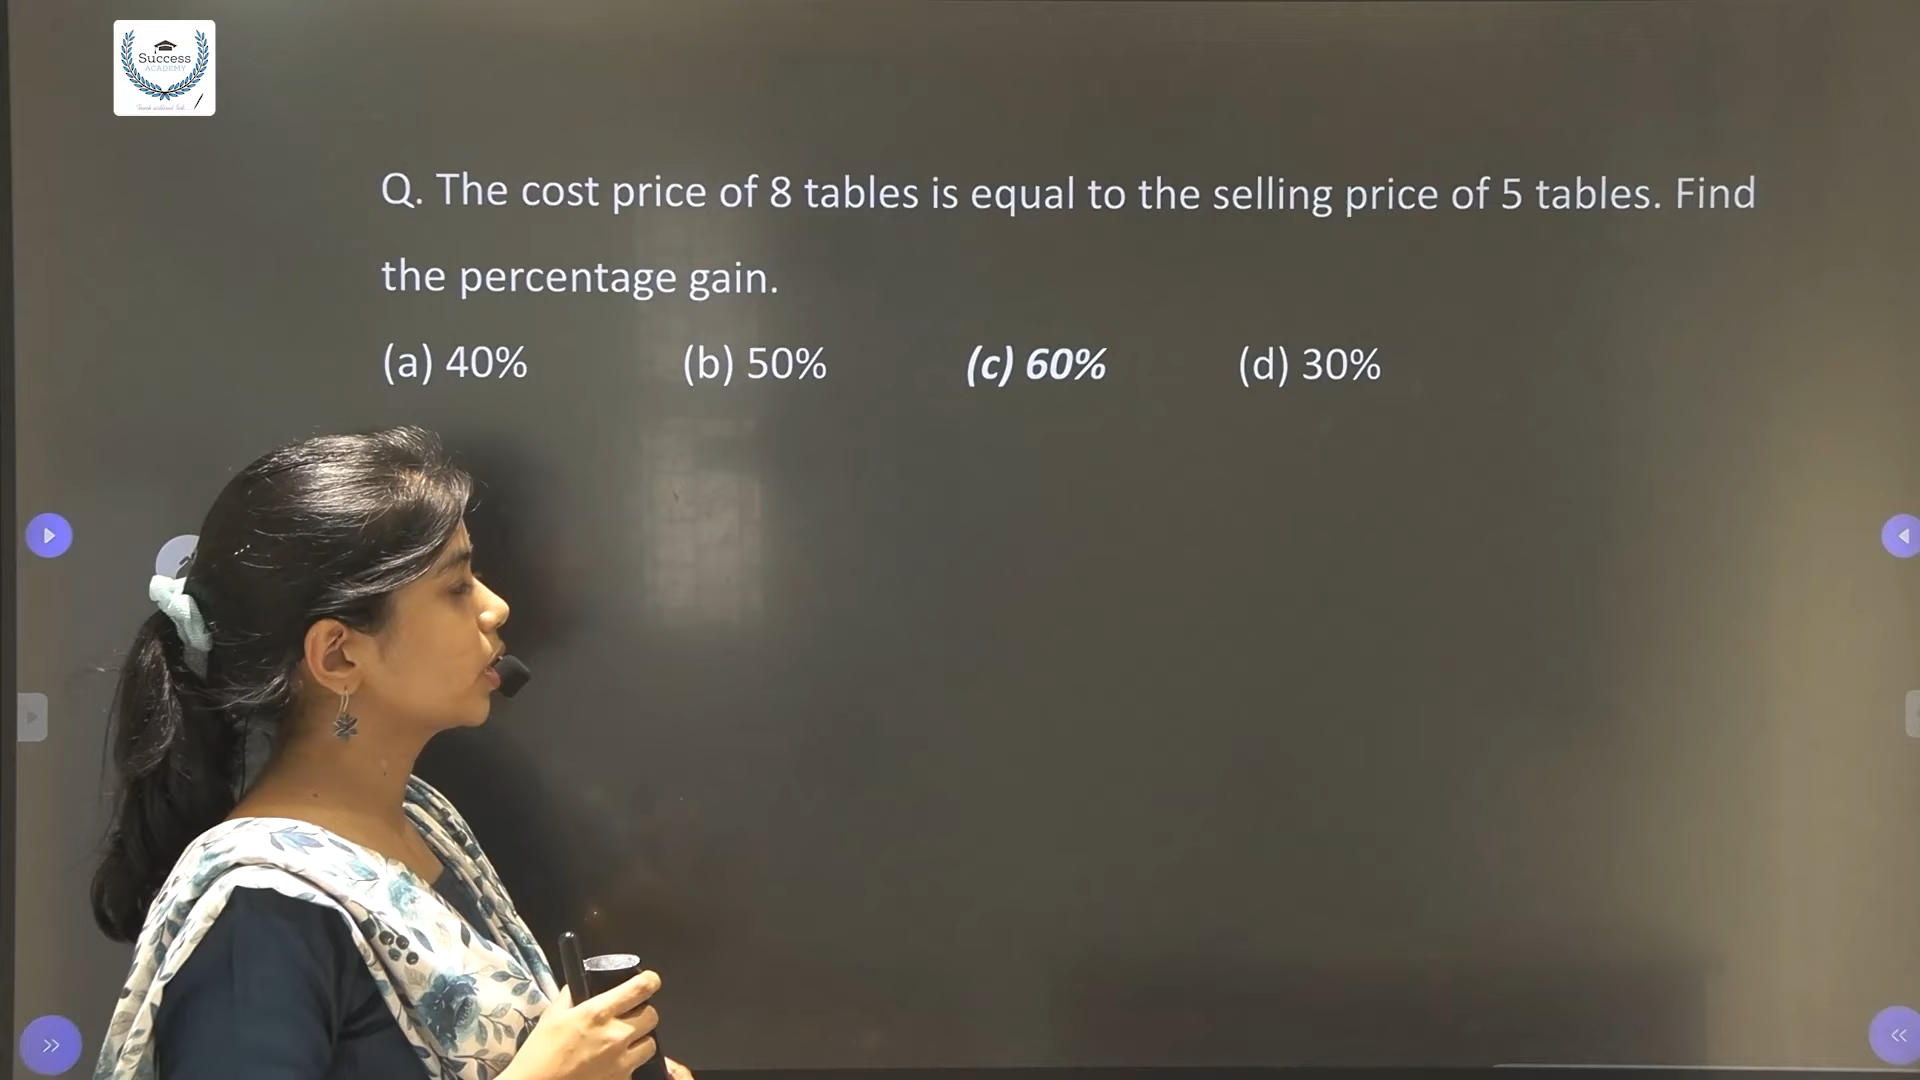 Success
ACADEMY
Q. The cost price of 8 tables is equal to the selling price of 5 tables. Find
the percentage gain.
(a) 40% (b) 50% (c) 60% (d) 30%